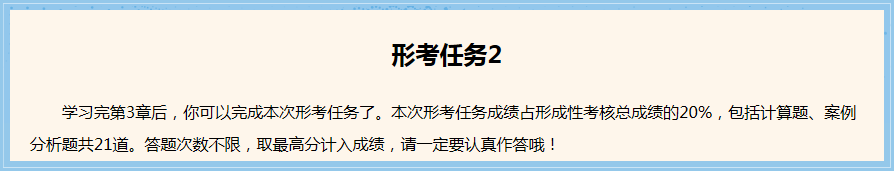 形考任务2
学习完第3章后，你可以完成本次形考任务了。本次形考任务成绩占形成性考核总成绩的20%，包括计算题、案例
分析题共21道。答题次数不限，取最高分计入成绩，请一定要认真作答哦！